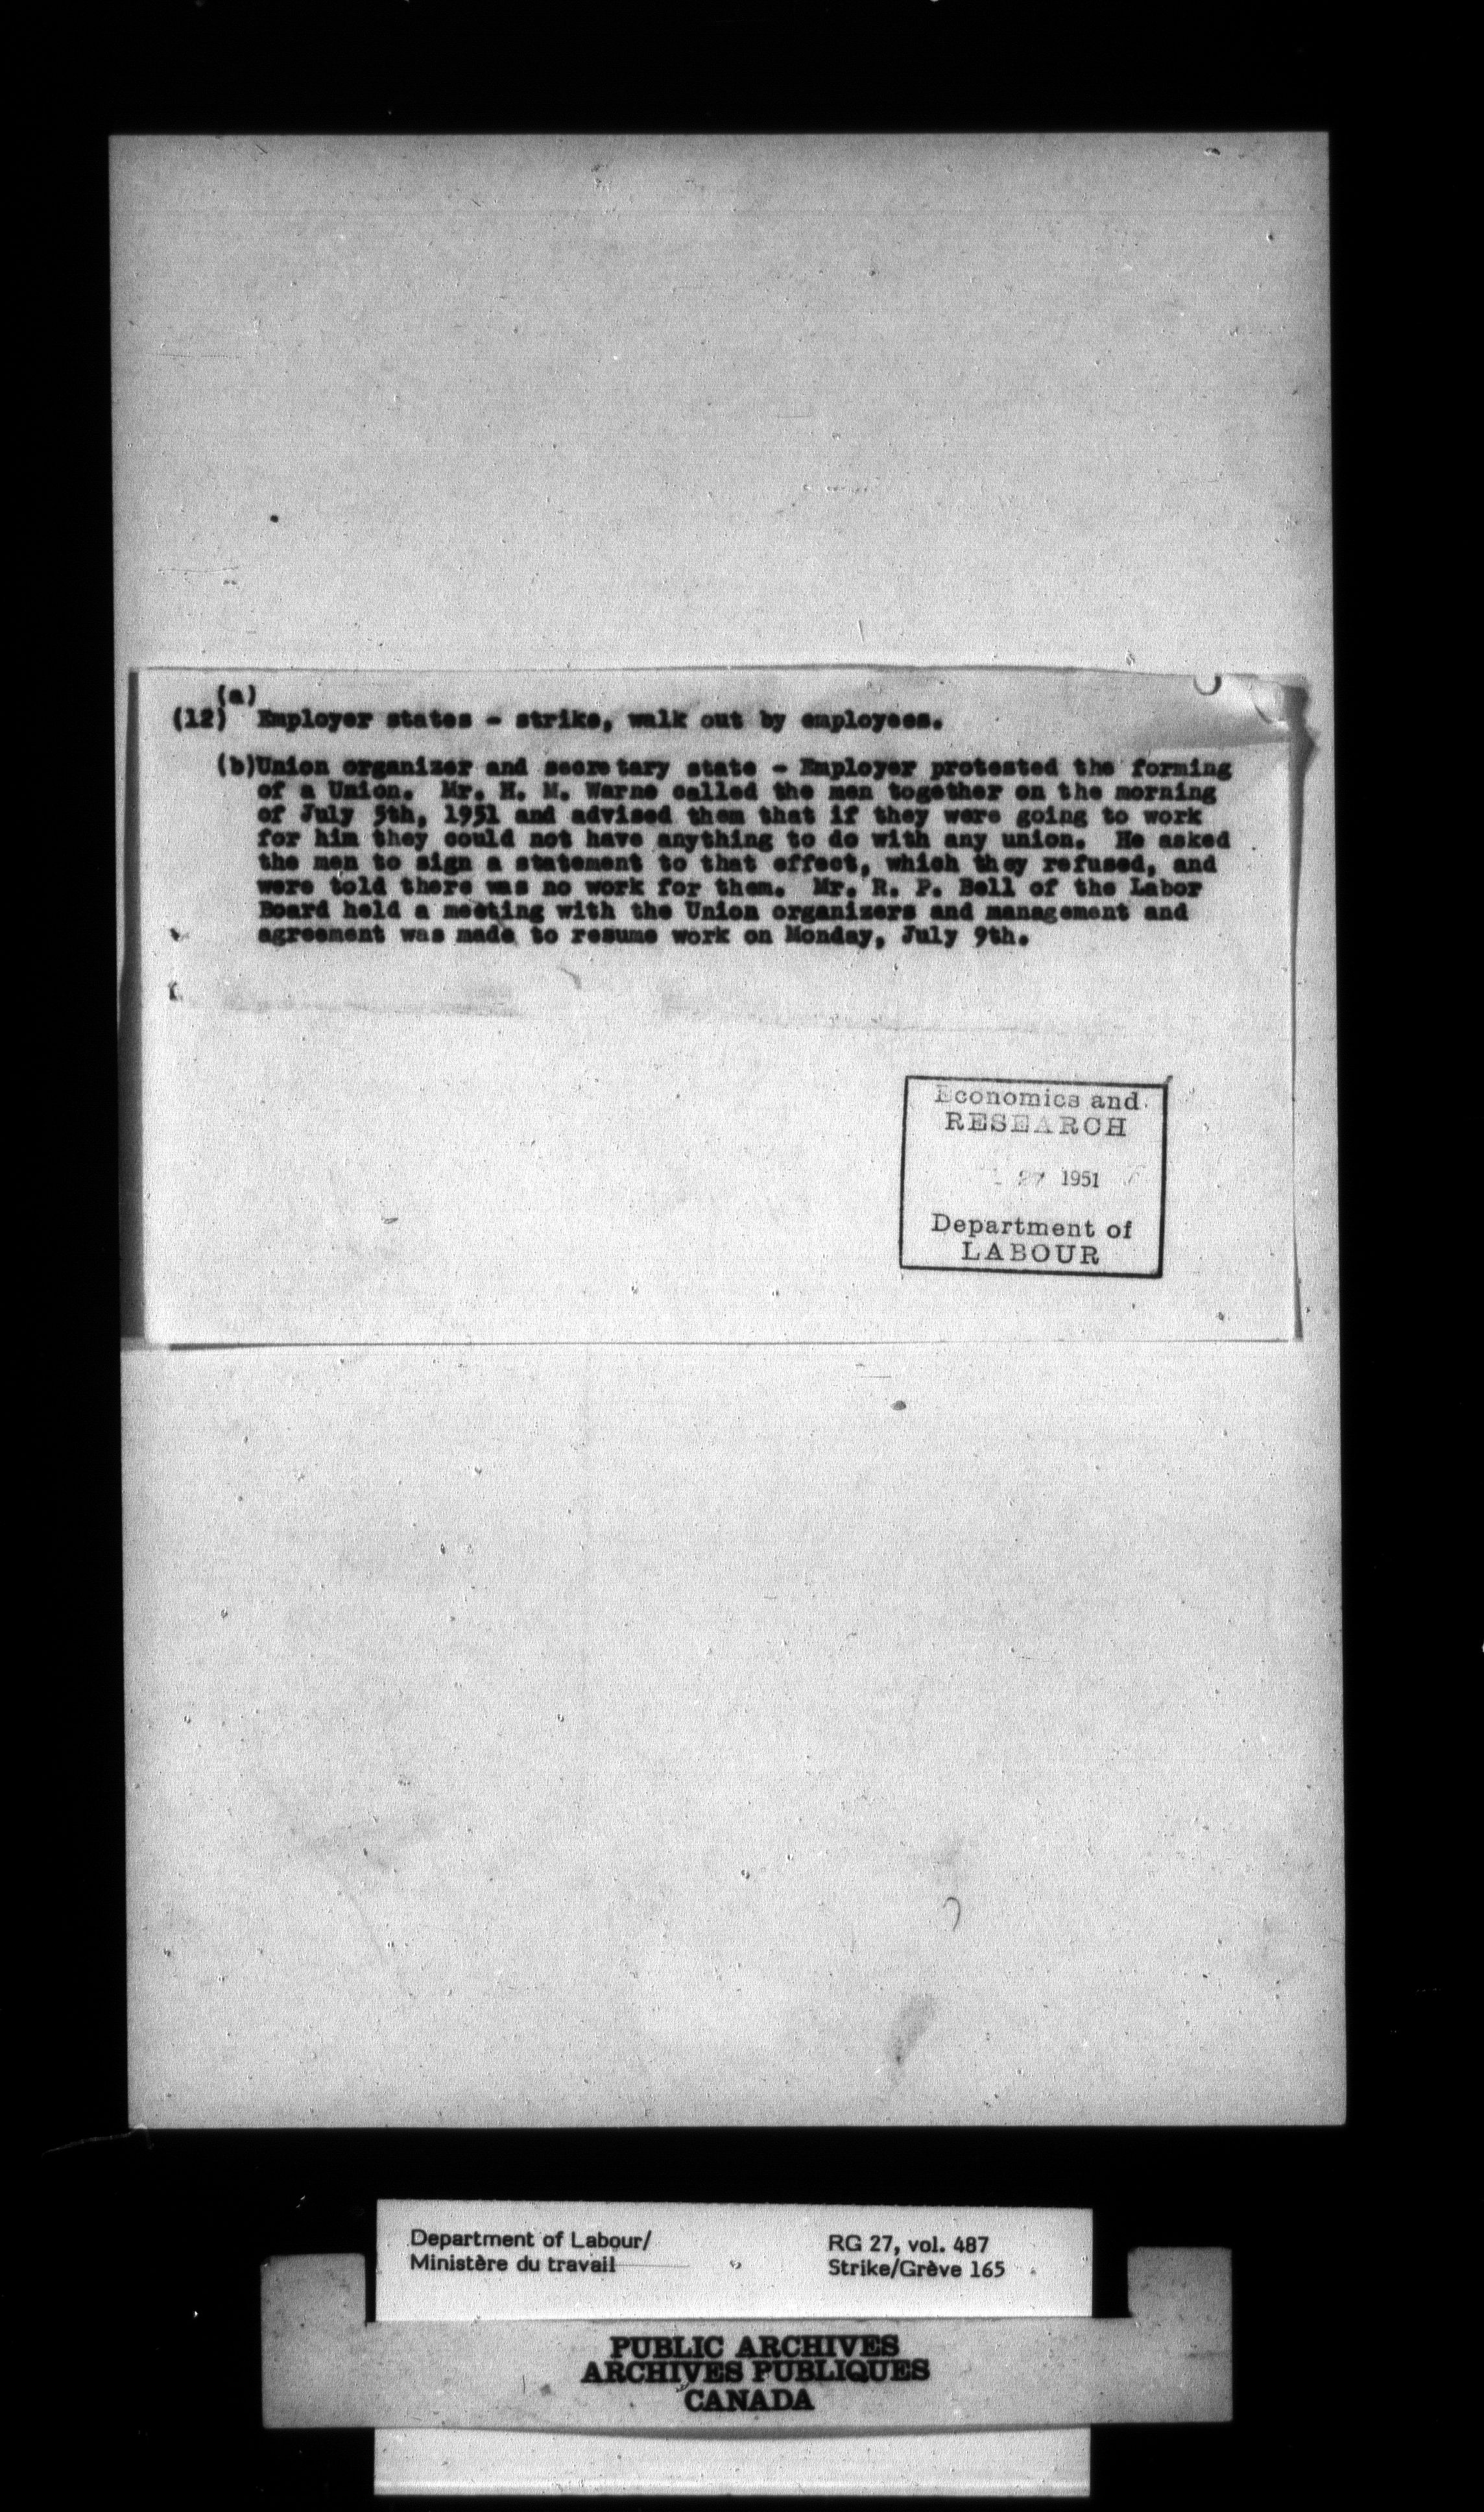 (a)
(12) Employer states - strike, walk out by employees.
(b)Union organizer and secretary state - Employer protested the forming
of a Union. Mr. H. M. Warne called the men together on the morning
of July 5th, 1951 and advised them that if they were going to work
for him they could not have anything to do with any union. He asked
the men to sign a statement to that effect, which they refused, and
were told there was no work for them. Mr. R. P. Bell of the Labor
Board held a meeting with the Union organizers and management and
agreement was made to resume work on Monday, July 9th.
Economics and
RESEARCH
27 1951
Department of
LABOUR
Department of Labour/
Ministère du travail
RG 27, vol. 487
Strike/Grève 165
PUBLIC ARCHIVES
ARCHIVES PUBLIQUES
CANADA